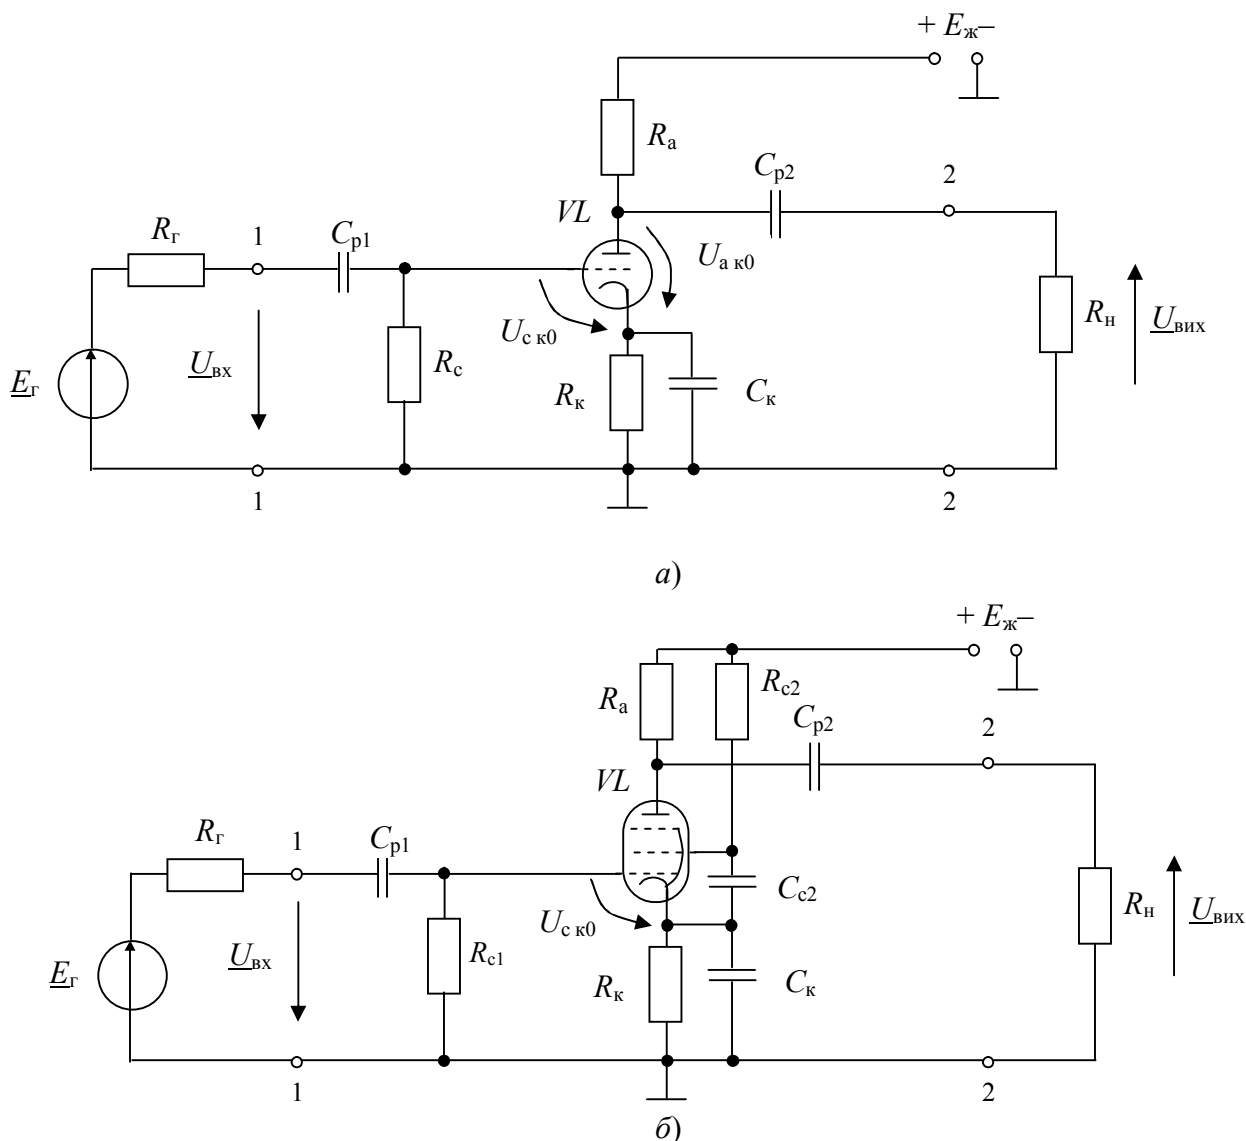 + Eж–
Rа
Cр2
2
VL
Rг
1
Cр1
Uа к0
Uс к0
Rн
Uвих
Eг
Uвх
Rс
Rк
Cк
1
2
а)
+ Eж–
Rа
Rс2
Cр2
2
VL
Rг
1
Cр1
Cс2
Uс к0
Rн
Uвих
Eг
Uвх
Rс1
Rк
Cк
1
2
б)